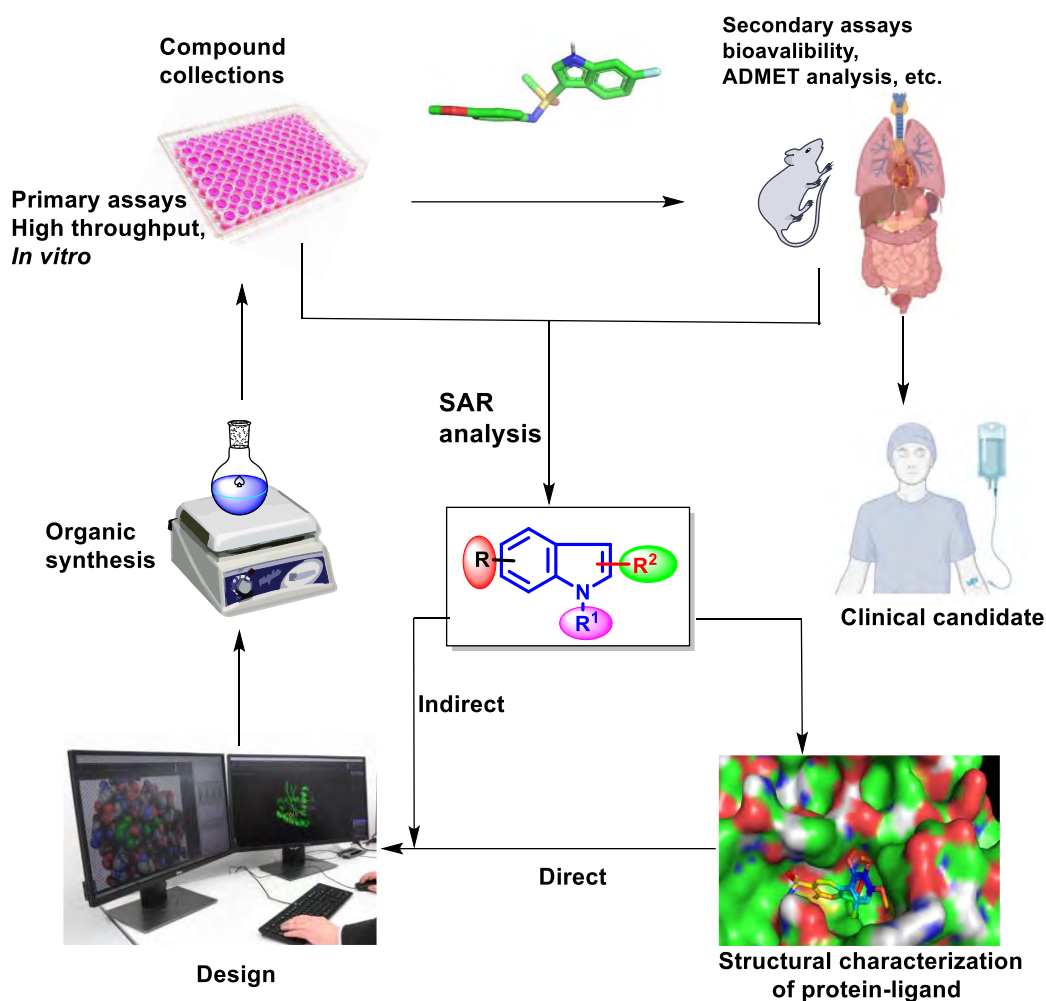 Compound
collections
Secondary assays
bioavalibility,
ADMET analysis, etc.
H
N
Primary assays
High throughput,
In vitro
SAR
analysis
Organic
synthesis
R
R²
N
R¹
Clinical candidate
Indirect
Direct
Design
Structural characterization
of protein-ligand